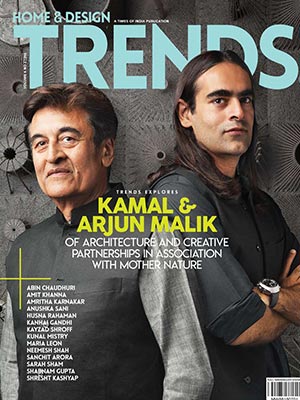 HOME & DESIGN
A TIMES OF INDIA PUBLICATION
TRENDS
TRENDS EXPLORES
KAMAL &
ARJUN MALIK
OF ARCHITECTURE AND CREATIVE
PARTNERSHIPS IN ASSOCIATION
WITH MOTHER NATURE
ABIN CHAUDHURI
AMIT KHANNA
AMRITHA KARNAKAR
ANUSHKA SANI
HUSNA RAHAMAN
KANHAI GANDHI
KAYZAD SHROFF
KUNAL MISTRY
MARIA LEON
NEEMESH SHAH
SANCHIT ARORA
SARAH SHAM
SHABNAM GUPTA
SHRESHT KASHYAP